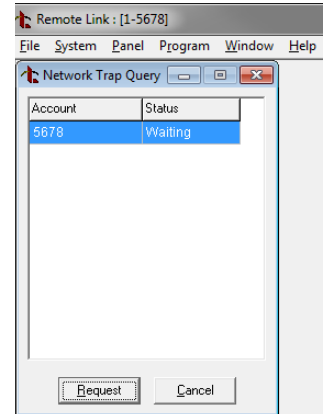 Remote Link : [1-5678]
File System Panel Program Window Help
Network Trap Query
Account Status
5678 Waiting
Request Cancel